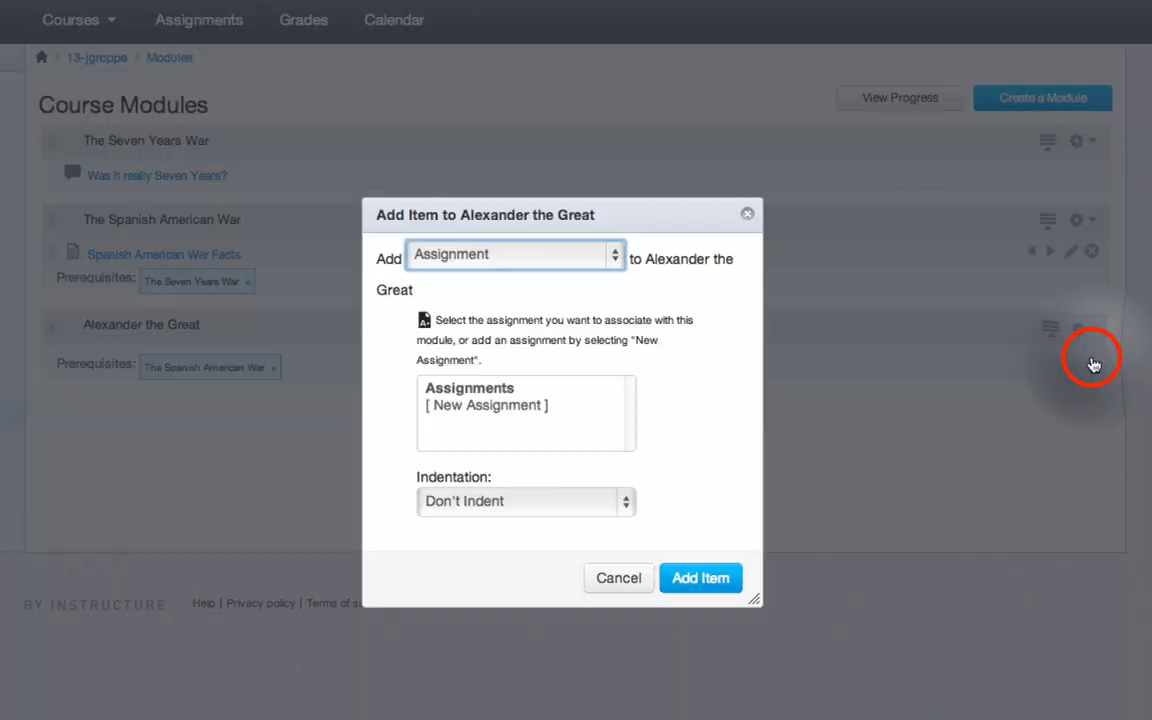 Courses Assignments Grades Calendar
13-jgroppe Modules
Course Modules
View Progress Create a Module
The Seven Years War
Was It really Seven Years?
The Spanish American War
Spanish American War Facts
Prerequisites: The Seven Years War ×
Alexander the Great
Prerequisites: The Spanish American War ×
Add Item to Alexander the Great
Add Assignment to Alexander the
Great
Select the assignment you want to associate with this
module, or add an assignment by selecting "New
Assignment".
Assignments
[ New Assignment ]
Indentation:
Don't Indent
Cancel Add Item
BY INSTRUCTURE Help | Privacy policy | Terms of